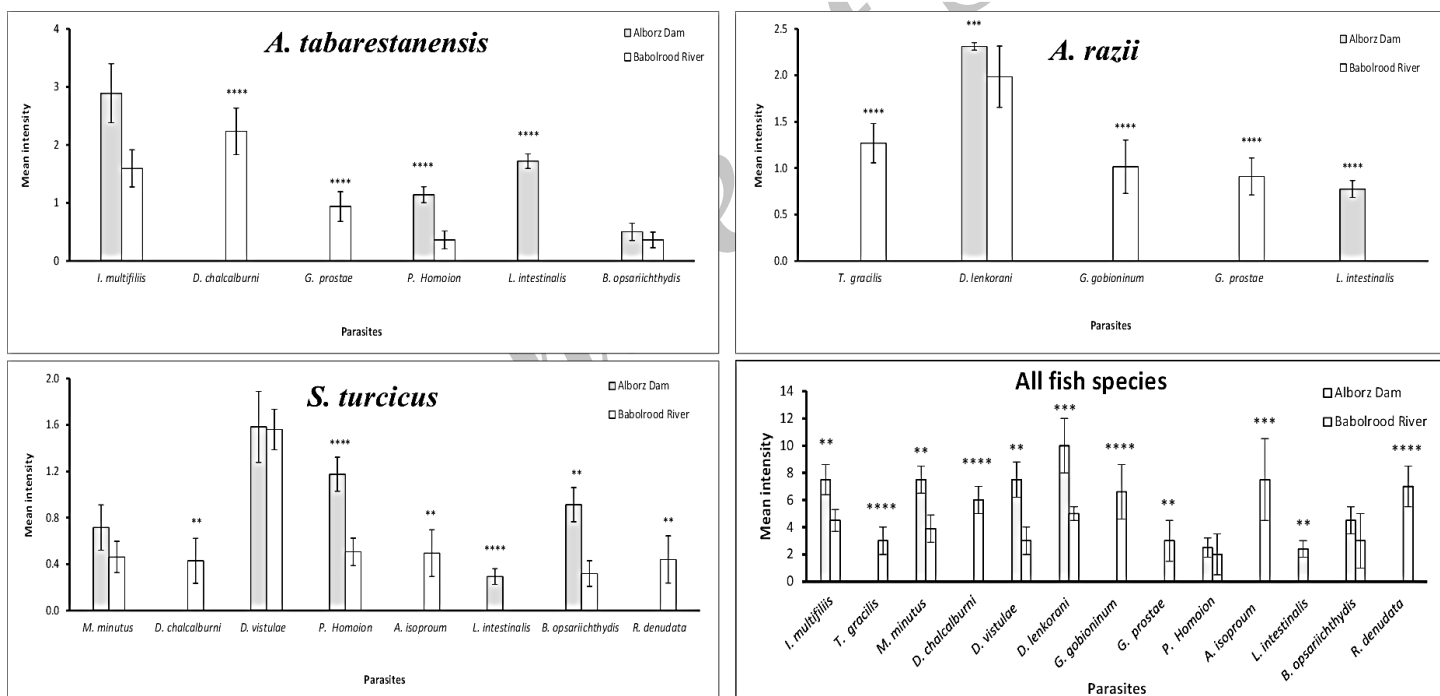 A. tabarestanensis
Alborz Dam
Babolrood River
Mean intensity
4
3
2
1
0
****
****
****
****
I. multifiliis D. chalcalburni G. prostae P. Homoion L. intestinalis B. opsariichthydis
Parasites
A. razii
Alborz Dam
Babolrood River
Mean intensity
2.5
2.0
1.5
1.0
0.5
0.0
****
***
****
****
****
T. gracilis D. lenkorani G. gobioninum G. prostae L. intestinalis
Parasites
S. turcicus
Alborz Dam
Babolrood River
Mean intensity
2.0
1.6
1.2
0.8
0.4
0.0
**
****
**
****
**
**
M. minutus D. chalcalburni D. vistulae P. Homoion A. isoproum L. intestinalis B. opsariichthydis R. denudata
Parasites
All fish species
Alborz Dam
Babolrood River
Mean intensity
14
12
10
8
6
4
2
0
**
****
**
****
**
***
****
**
***
**
****
I. multifiliis T. gracilis M. minutus D. chalcalburni D. vistulae D. lenkorani G. gobioninum G. prostae P. Homoion A. isoproum L. intestinalis B. opsariichthydis R. denudata
Parasites